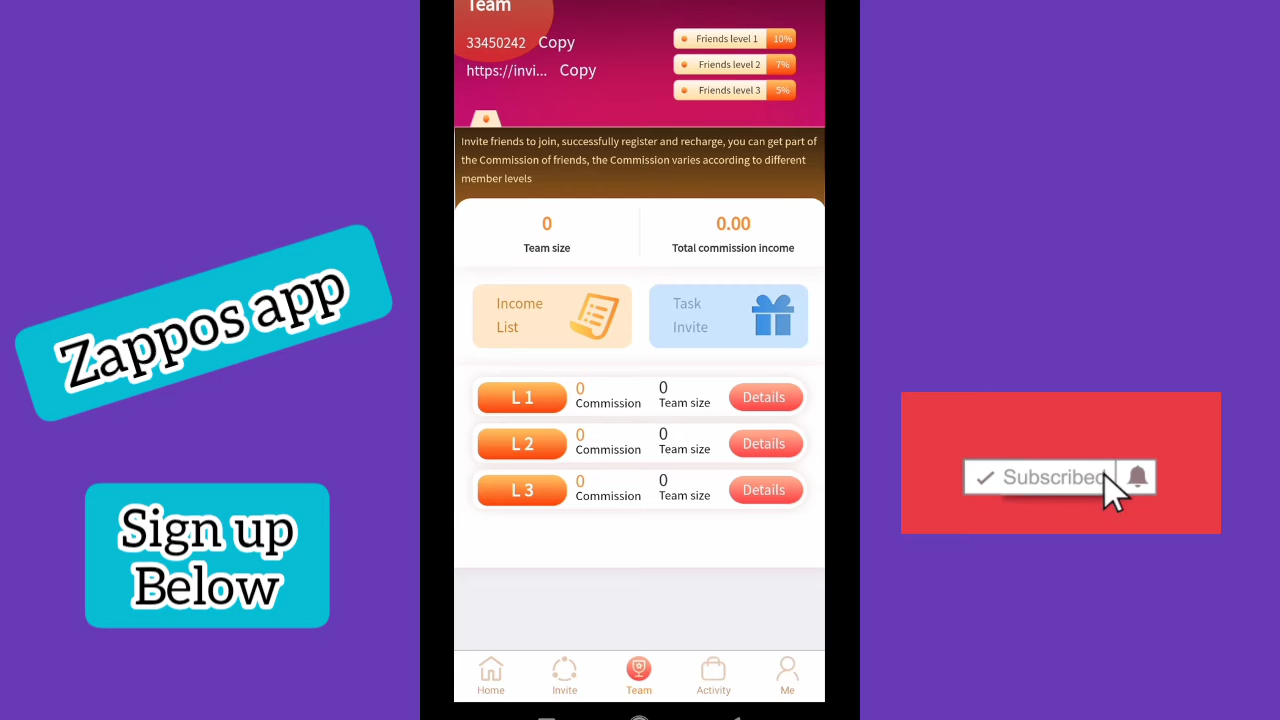 Team
33450242 Copy
https://invi... Copy
Friends level 1 10%
Friends level 2 7%
Friends level 3 5%
Invite friends to join, successfully register and recharge, you can get part of
the Commission of friends, the Commission varies according to different
member levels
0
Team size
0.00
Total commission income
Income
List
Task
Invite
L 1
0
Commission
0
Team size
Details
L 2
0
Commission
0
Team size
Details
L 3
0
Commission
0
Team size
Details
Home
Invite
Team
Activity
Me
Zappos app
Sign up
Below
Subscribed